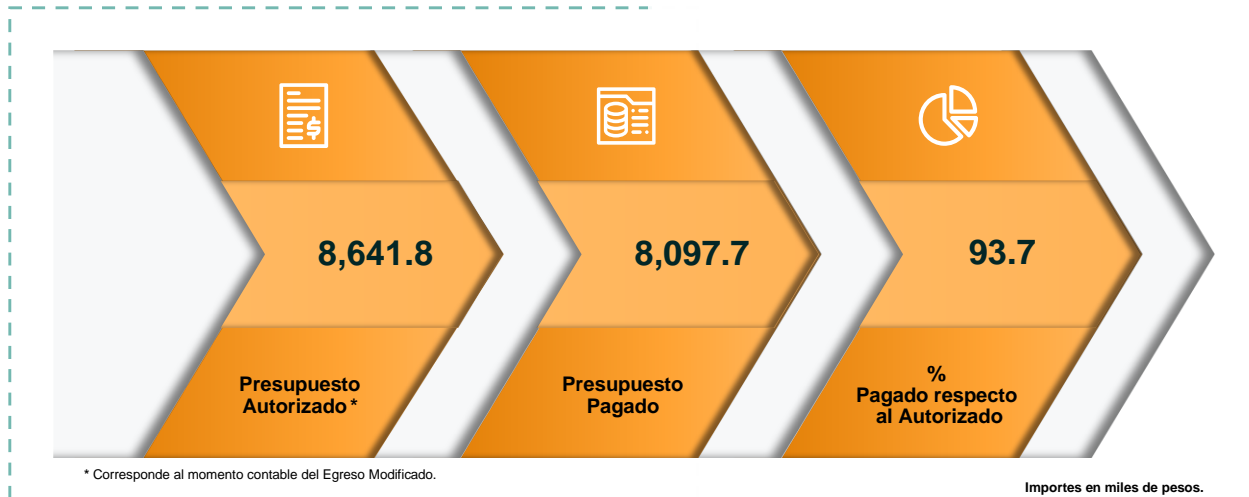 8,641.8
8,097.7
93.7
Presupuesto
Autorizado *
Presupuesto
Pagado
%
Pagado respecto
al Autorizado
* Corresponde al momento contable del Egreso Modificado.
Importes en miles de pesos.